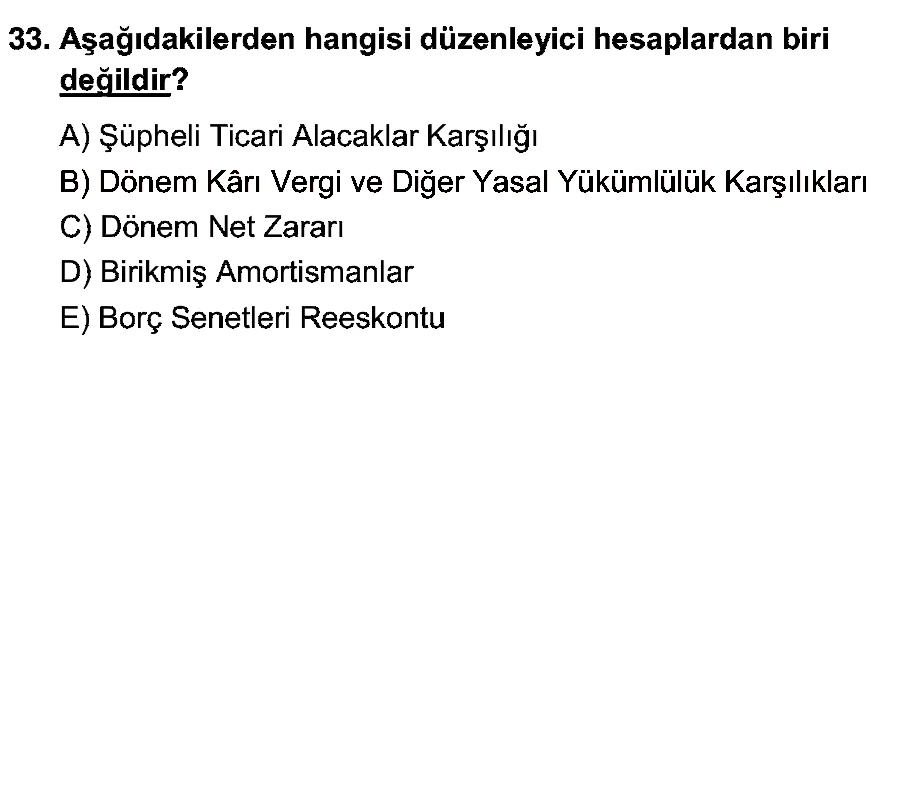 33. Aşağıdakilerden hangisi düzenleyici hesaplardan biri
değildir?
A) Şüpheli Ticari Alacaklar Karşılığı
B) Dönem Kârı Vergi ve Diğer Yasal Yükümlülük Karşılıkları
C) Dönem Net Zararı
D) Birikmiş Amortismanlar
E) Borç Senetleri Reeskontu